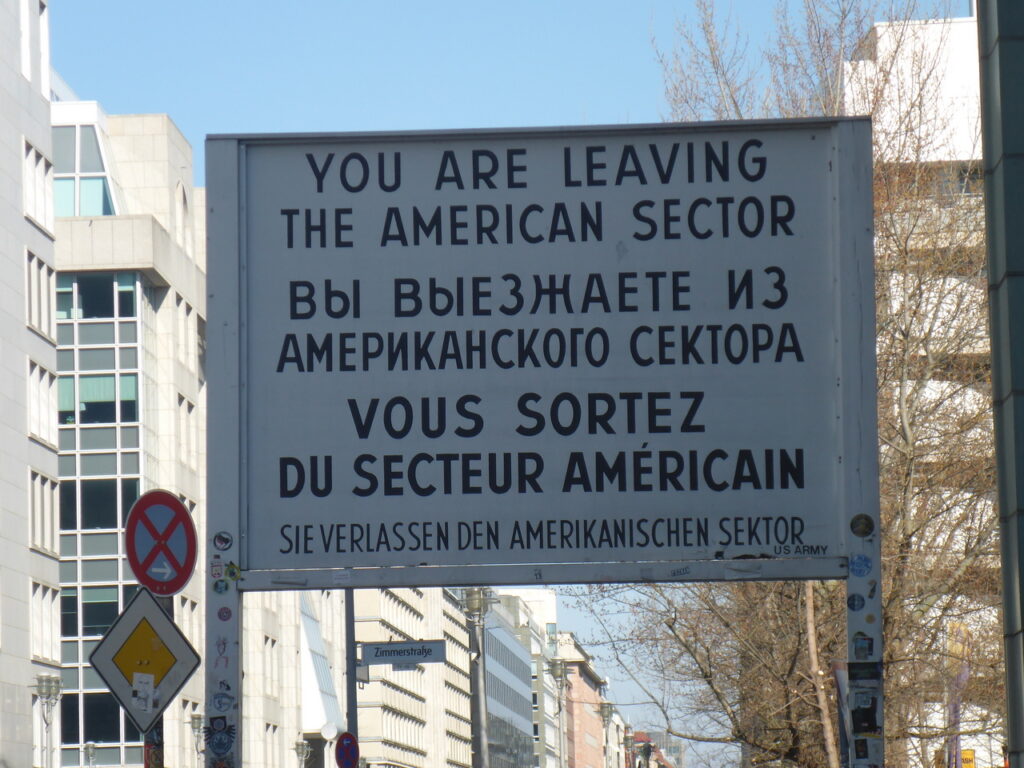 YOU ARE LEAVING
THE AMERICAN SECTOR
ВЫ ВЫЕЗЖАЕТЕ ИЗ
АМЕРИКАНСКОГО СЕКТОРА
VOUS SORTEZ
DU SECTEUR AMÉRICAIN
SIE VERLASSEN DEN AMERIKANISCHEN SEKTOR
US ARMY
Zimmerstraße